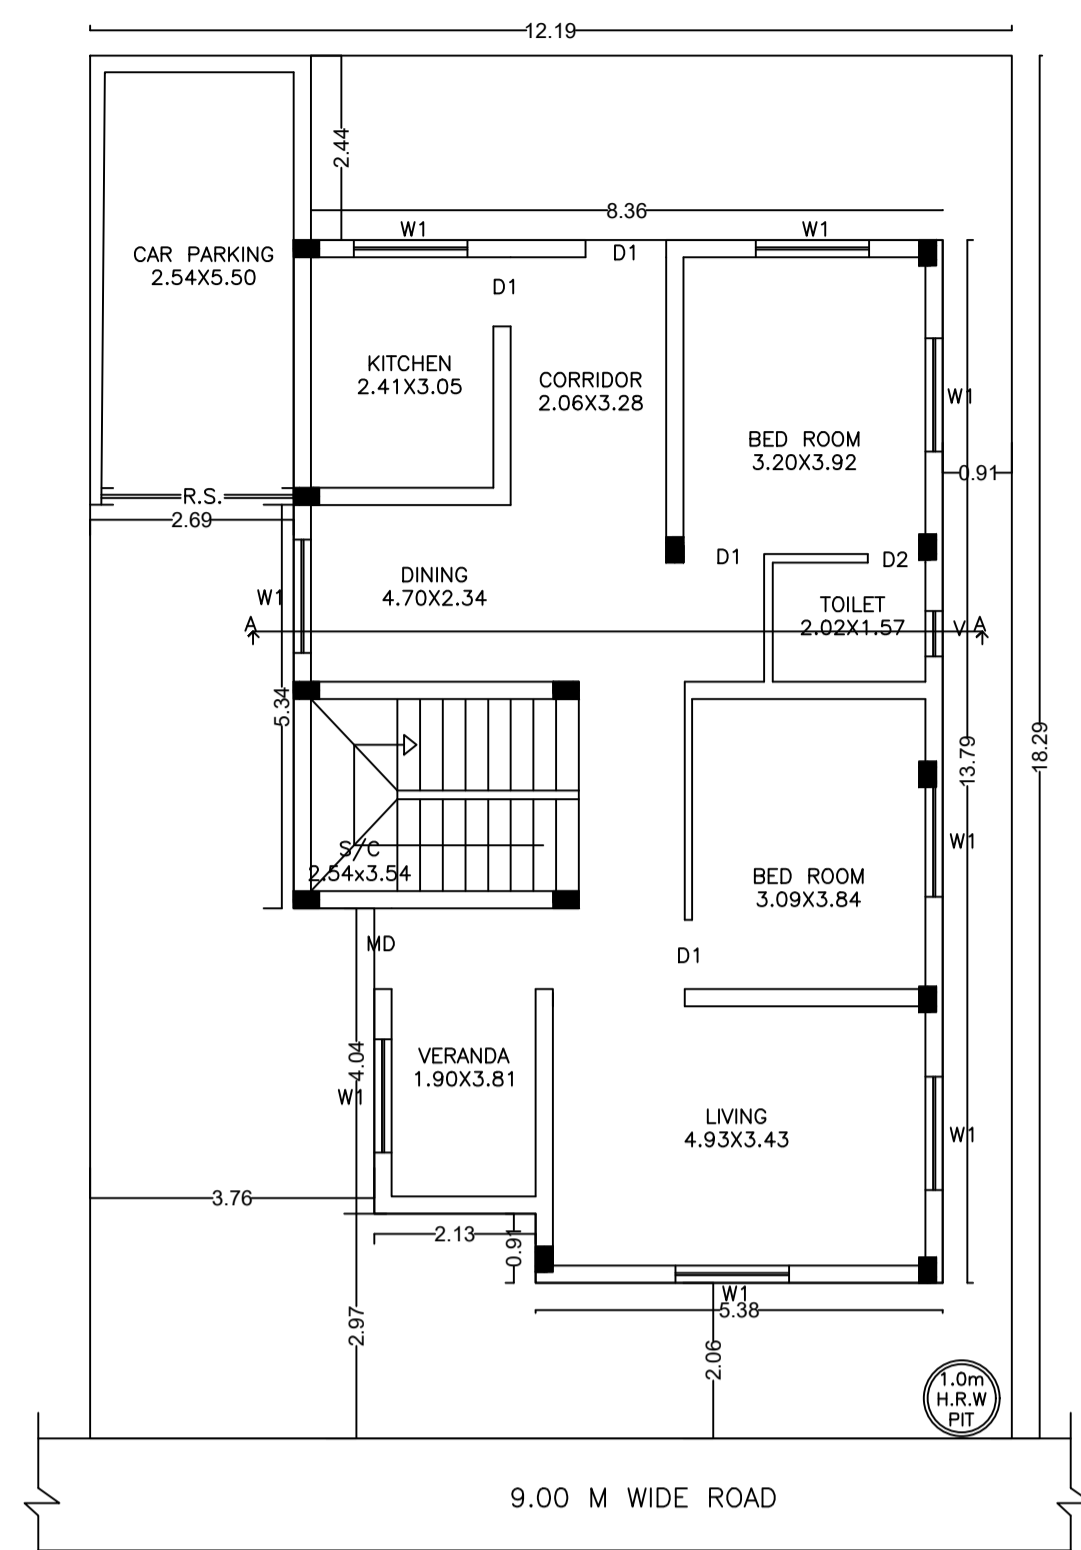 12.19
2.44
8.36
W1
W1
D1
CAR PARKING
2.54X5.50
D1
KITCHEN
2.41X3.05
CORRIDOR
2.06X3.28
W1
BED ROOM
3.20X3.92
0.91
R.S.
2.69
D1
D2
DINING
4.70X2.34
W1
TOILET
2.02X1.57
A
V
A
5.34
13.79
18.29
S/C
2.54x3.54
W1
BED ROOM
3.09X3.84
MD
D1
VERANDA
1.90X3.81
4.04
W1
LIVING
4.93X3.43
W1
3.76
2.13
0.91
W1
5.38
2.97
2.06
1.0m
H.R.W
PIT
9.00 M WIDE ROAD